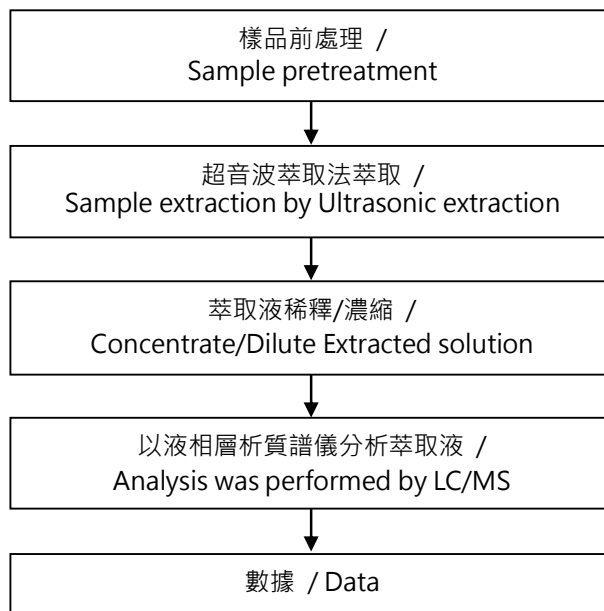 樣品前處理 /
Sample pretreatment
超音波萃取法萃取 /
Sample extraction by Ultrasonic extraction
萃取液稀釋/濃縮 /
Concentrate/Dilute Extracted solution
以液相層析質譜儀分析萃取液 /
Analysis was performed by LC/MS
數據 / Data